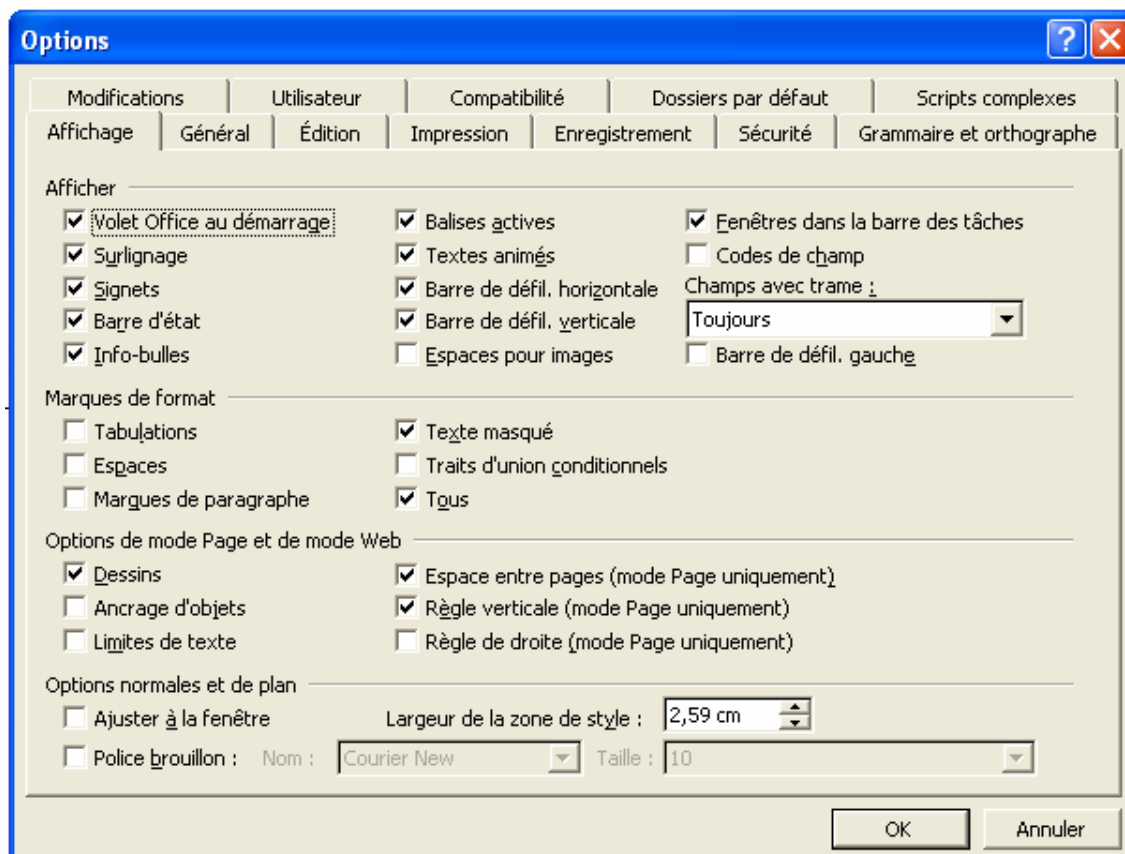 Options
Modifications Utilisateur Compatibilité Dossiers par défaut Scripts complexes
Affichage Général Édition Impression Enregistrement Sécurité Grammaire et orthographe
Afficher
Volet Office au démarrage Balises actives Fenêtres dans la barre des tâches
Surlignage Textes animés Codes de champ
Signets Barre de défil. horizontale Champs avec trame :
Barre d'état Barre de défil. verticale Toujours
Info-bulles Espaces pour images Barre de défil. gauche
Marques de format
Tabulations Texte masqué
Espaces Traits d'union conditionnels
Marques de paragraphe Tous
Options de mode Page et de mode Web
Dessins Espace entre pages (mode Page uniquement)
Ancrage d'objets Règle verticale (mode Page uniquement)
Limites de texte Règle de droite (mode Page uniquement)
Options normales et de plan
Ajuster à la fenêtre Largeur de la zone de style : 2,59 cm
Police brouillon : Nom : Courier New Taille : 10
OK Annuler